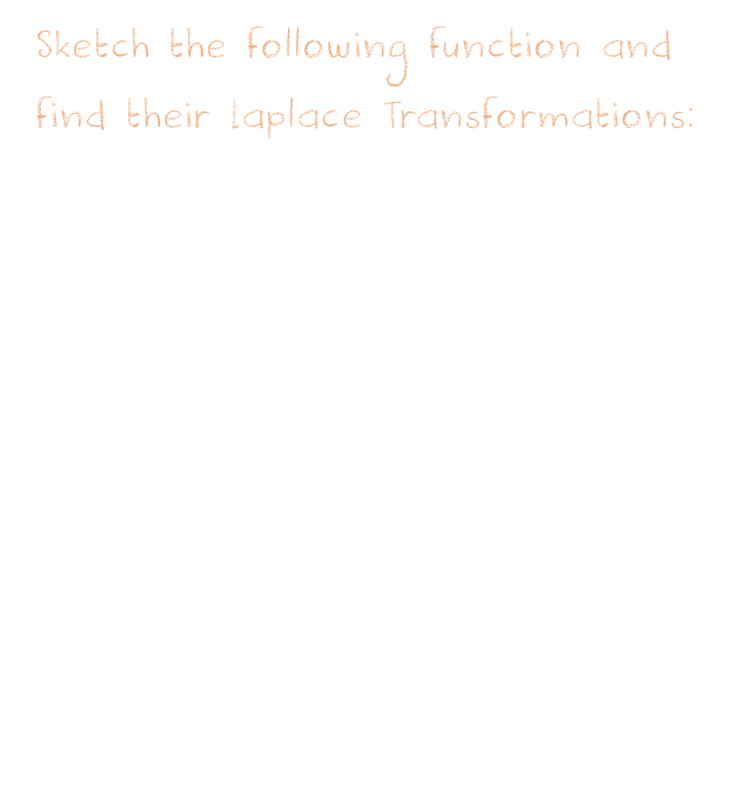 Sketch the following function and
find their Laplace Transformations: